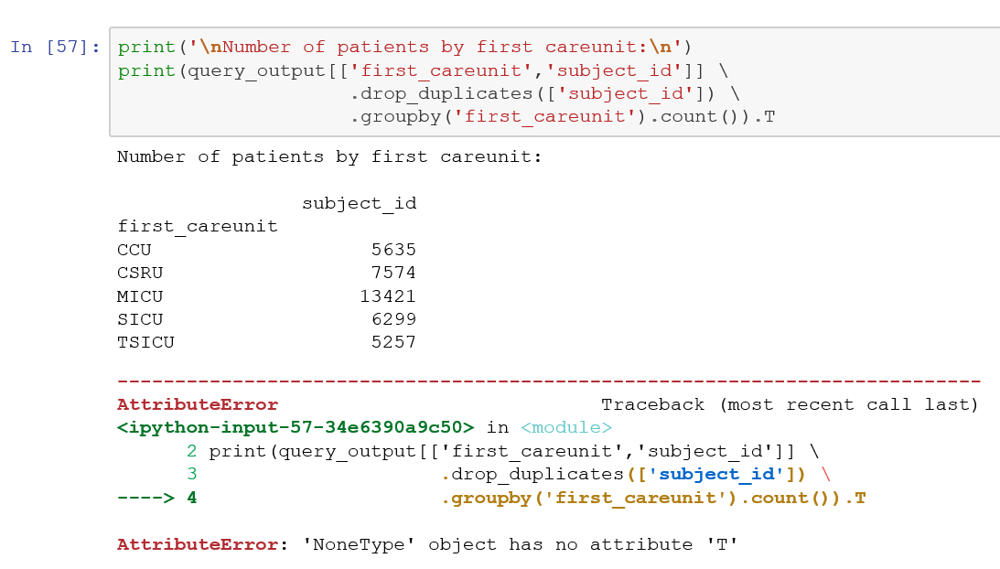 In [57]: print('\nNumber of patients by first careunit:\n')
print(query_output[['first_careunit','subject_id']] \
.drop_duplicates(['subject_id']) \
.groupby('first_careunit').count()).T
Number of patients by first careunit:
subject_id
first_careunit
CCU 5635
CSRU 7574
MICU 13421
SICU 6299
TSICU 5257
---------------------------------------------------------------------------
AttributeError Traceback (most recent call last)
<ipython-input-57-34e6390a9c50> in <module>
2 print(query_output[['first_careunit','subject_id']] \
3 .drop_duplicates(['subject_id']) \
----> 4 .groupby('first_careunit').count()).T
AttributeError: 'NoneType' object has no attribute 'T'